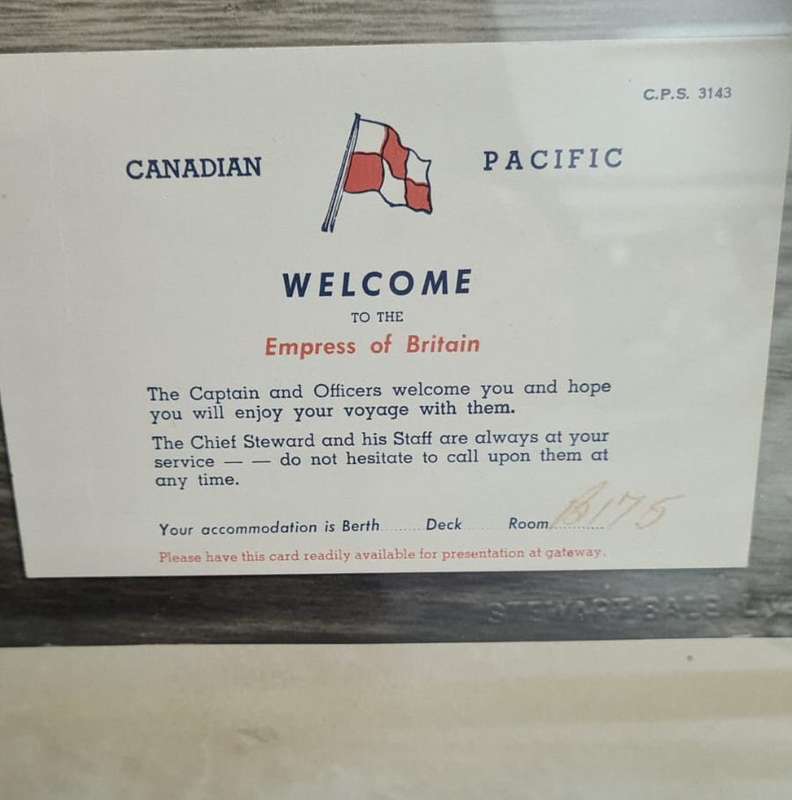 C.P.S. 3143
CANADIAN PACIFIC
WELCOME
TO THE
Empress of Britain
The Captain and Officers welcome you and hope
you will enjoy your voyage with them.
The Chief Steward and his Staff are always at your
service — — do not hesitate to call upon them at
any time.
Your accommodation is Berth........ Deck ........ Room B175
Please have this card readily available for presentation at gateway.
STEWART BALE